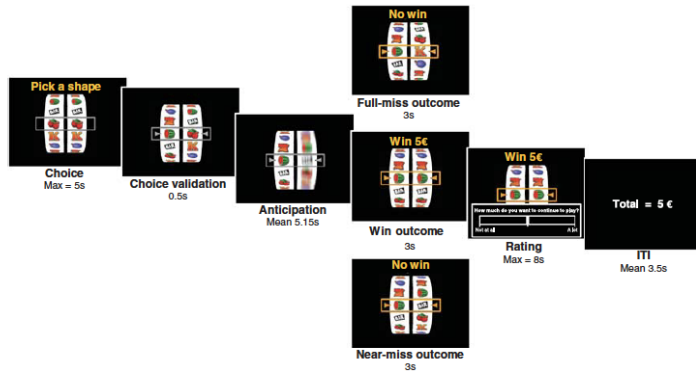 No win
Full-miss outcome
3s
Pick a shape
Choice
Max = 5s
Choice validation
0.5s
Anticipation
Mean 5.15s
Win 5€
Win outcome
3s
Win 5€
How much do you want to continue to play?
Not at all A lot
Rating
Max = 8s
Total = 5 €
ITI
Mean 3.5s
No win
Near-miss outcome
3s